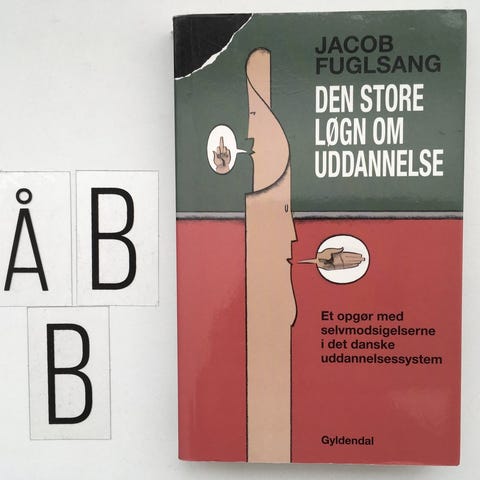 JACOB
FUGLSANG
DEN STORE
LØGN OM
UDDANNELSE
Et opgør med
selvmodsigelserne
i det danske
uddannelsessystem
Gyldendal
Å B
B